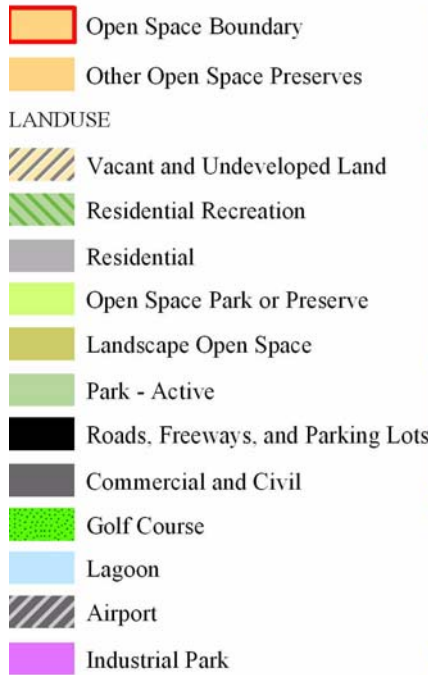 Open Space Boundary
Other Open Space Preserves
LANDUSE
Vacant and Undeveloped Land
Residential Recreation
Residential
Open Space Park or Preserve
Landscape Open Space
Park - Active
Roads, Freeways, and Parking Lots
Commercial and Civil
Golf Course
Lagoon
Airport
Industrial Park